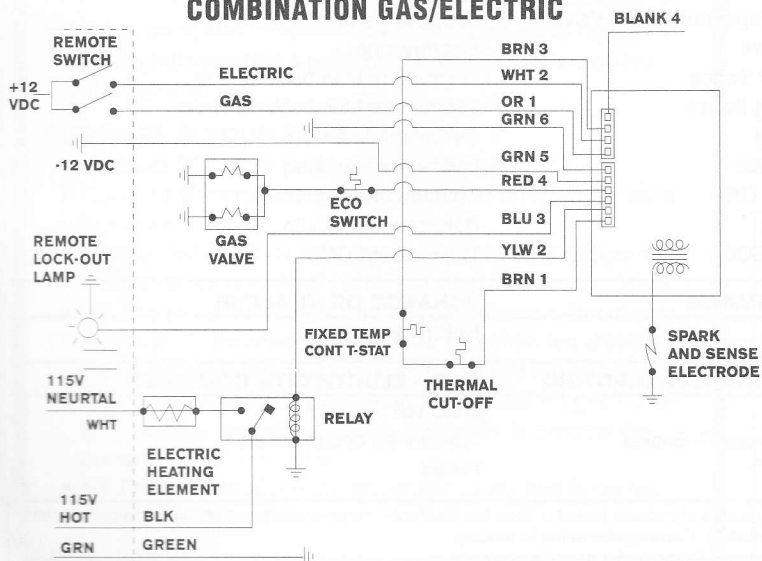 COMBINATION GAS/ELECTRIC
BLANK 4
REMOTE
SWITCH
BRN 3
ELECTRIC
WHT 2
+12
VDC
GAS
OR 1
GRN 6
-12 VDC
GRN 5
RED 4
ECO
SWITCH
BLU 3
GAS
VALVE
REMOTE
LOCK-OUT
LAMP
YLW 2
BRN 1
FIXED TEMP
CONT T-STAT
SPARK
AND SENSE
ELECTRODE
THERMAL
CUT-OFF
115V
NEURTAL
WHT
RELAY
ELECTRIC
HEATING
ELEMENT
115V
HOT
BLK
GRN
GREEN